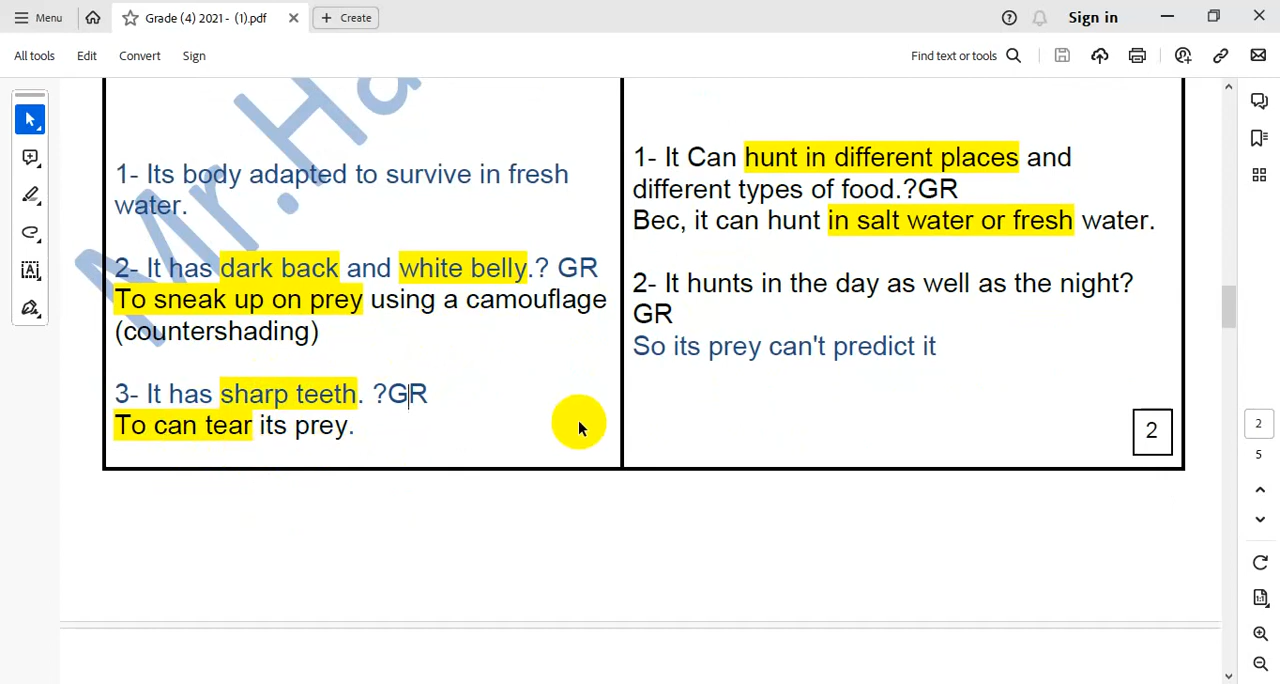 Menu
Grade (4) 2021 - (1).pdf
Create
Sign in
All tools
Edit
Convert
Sign
Find text or tools
Mr.Ha
1- Its body adapted to survive in fresh
water.
2- It has dark back and white belly.? GR
To sneak up on prey using a camouflage
(countershading)
3- It has sharp teeth. ?GR
To can tear its prey.
1- It Can hunt in different places and
different types of food.?GR
Bec, it can hunt in salt water or fresh water.
2- It hunts in the day as well as the night?
GR
So its prey can't predict it
2
2
5